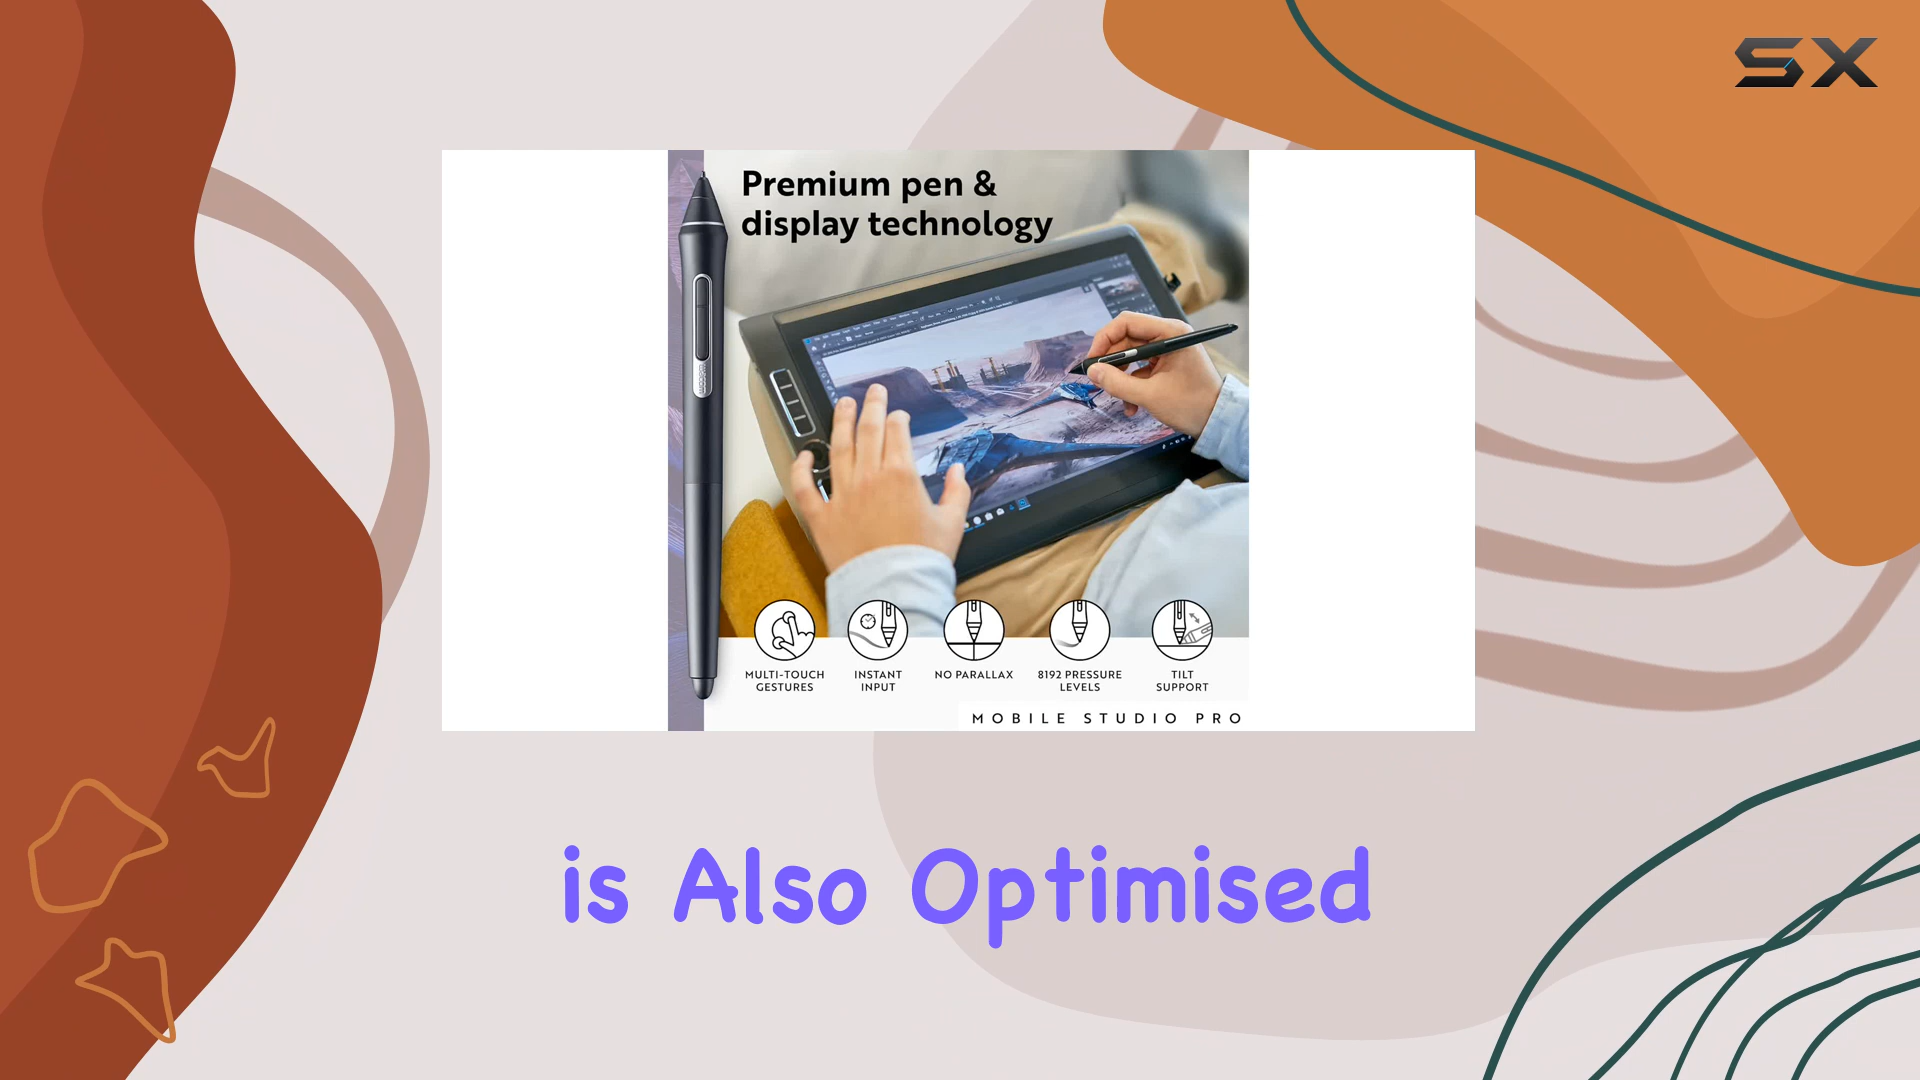 SX
Premium pen &
display technology
wacom
MULTI-TOUCH
GESTURES
INSTANT
INPUT
NO PARALLAX
8192 PRESSURE
LEVELS
TILT
SUPPORT
MOBILE STUDIO PRO
is Also Optimised